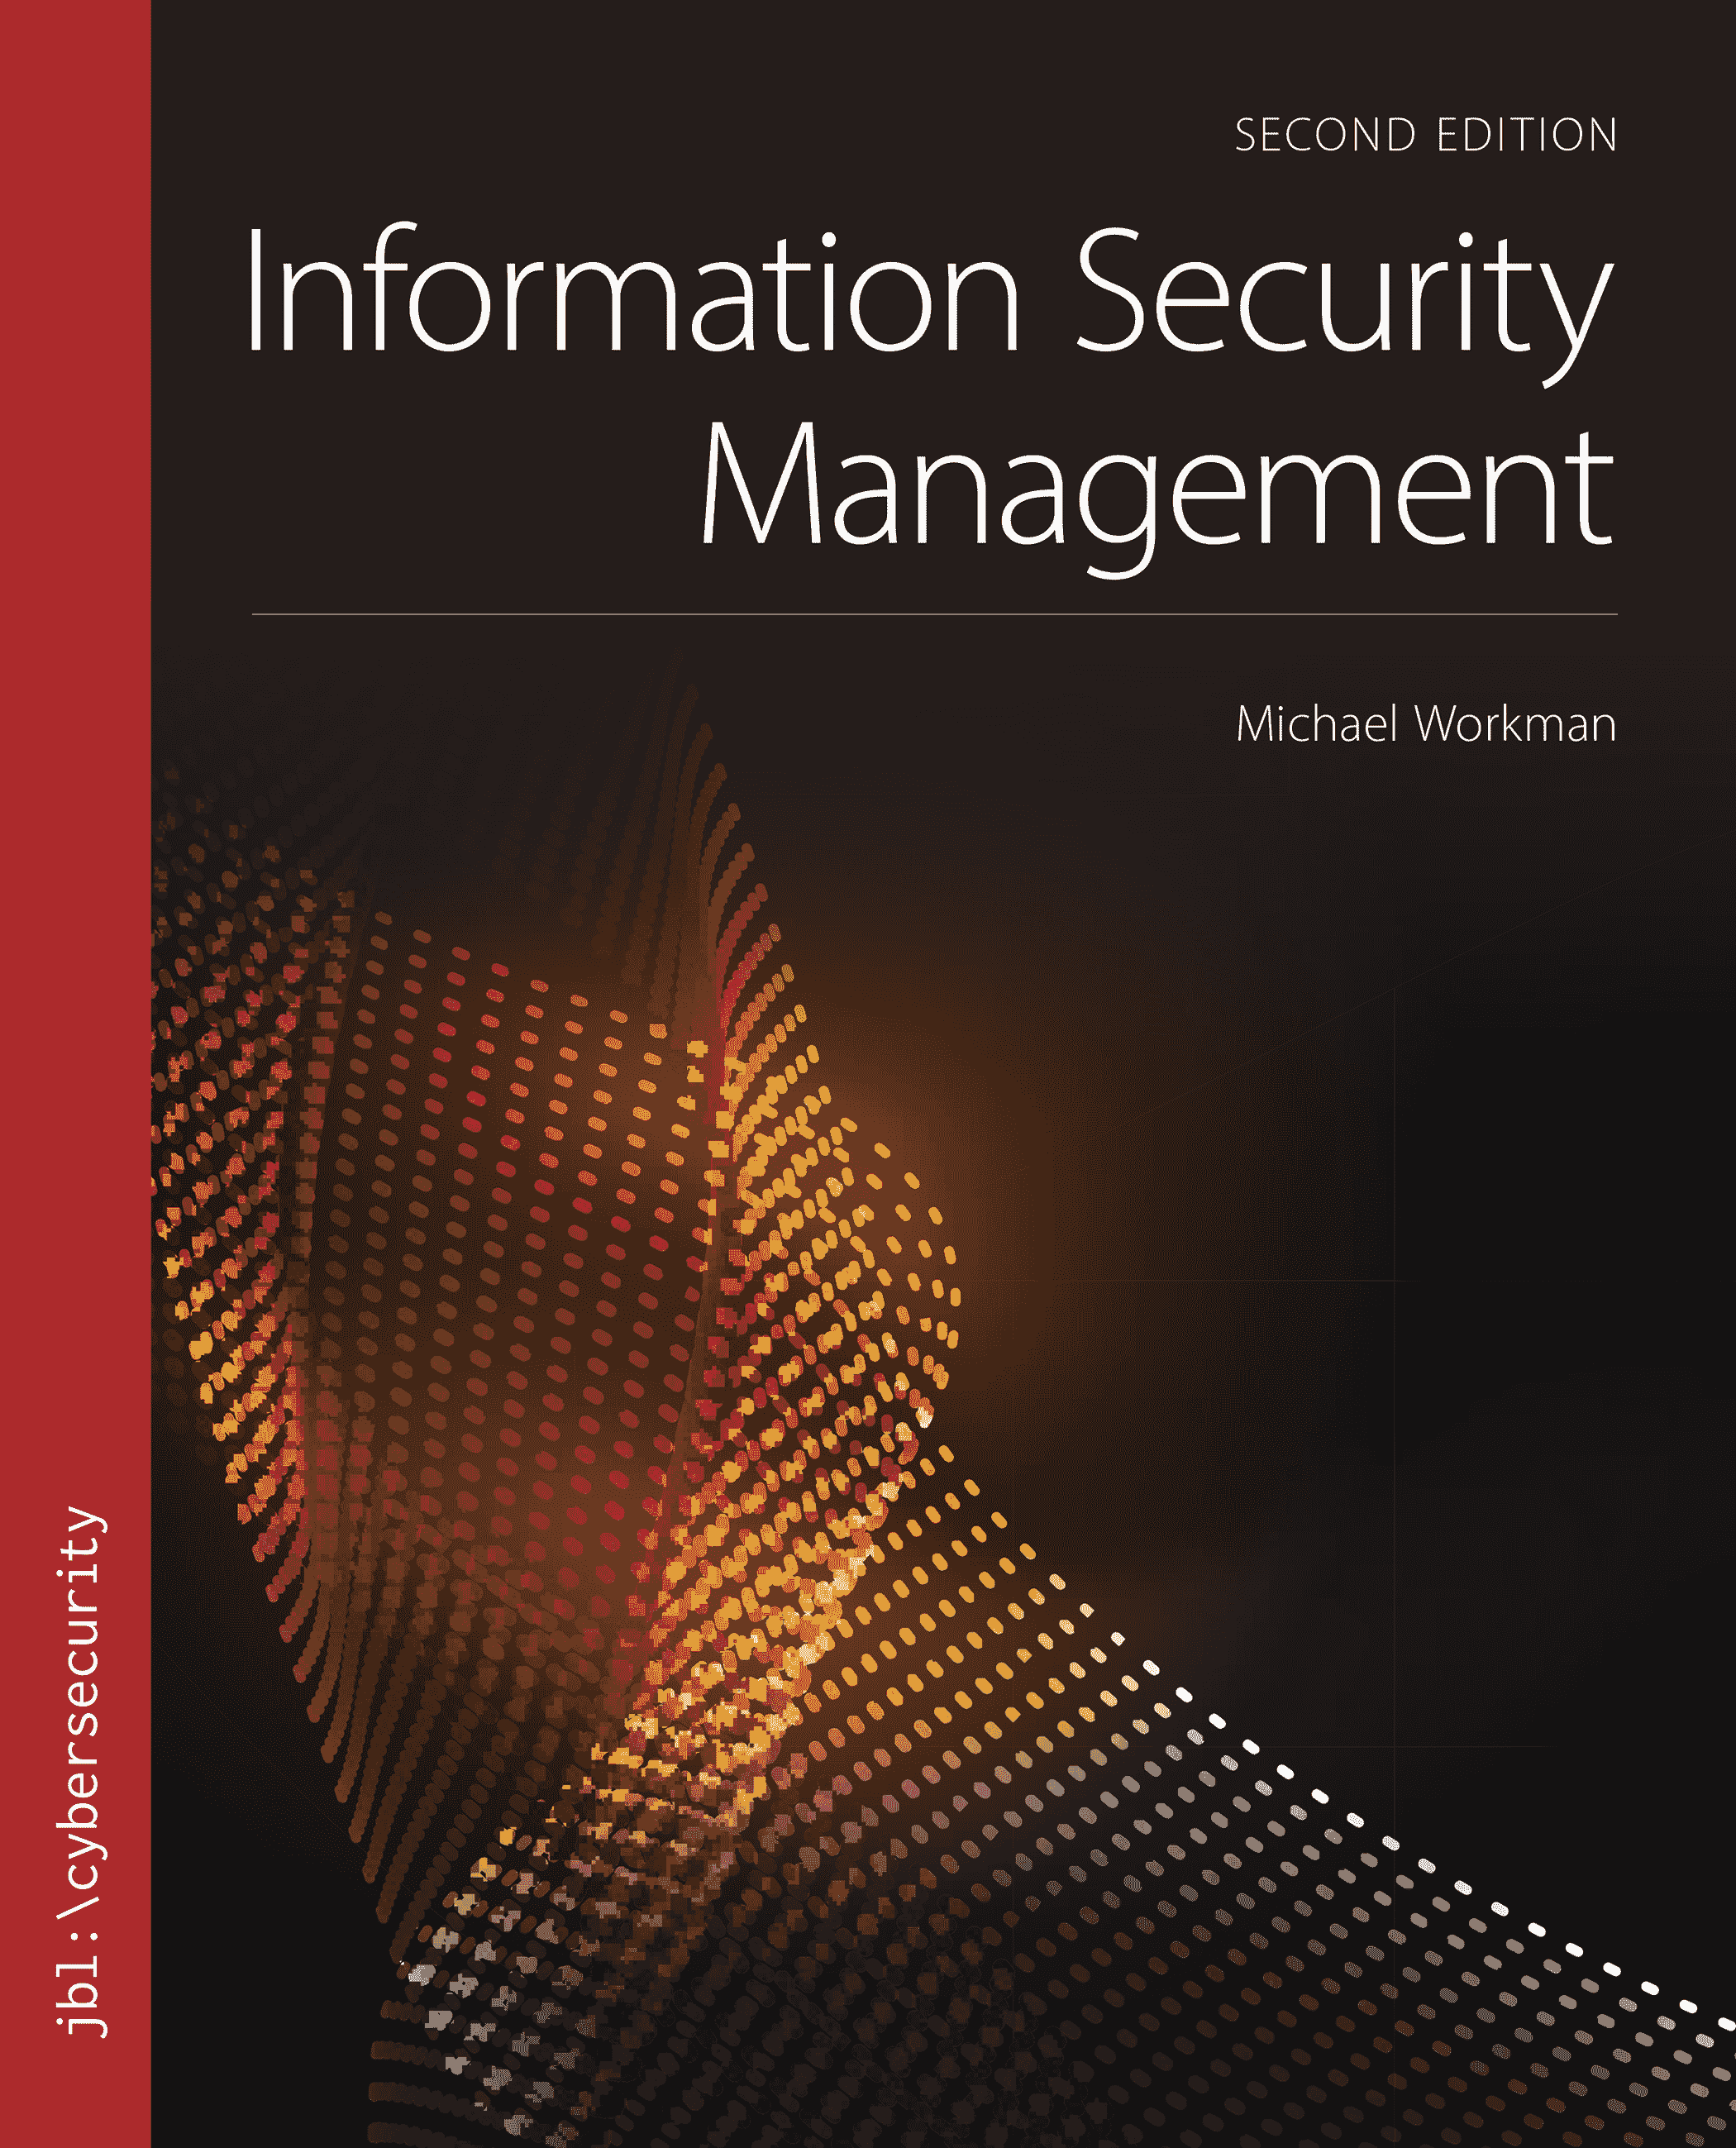 SECOND EDITION
Information Security
Management
Michael Workman
jbl:\cybersecurity